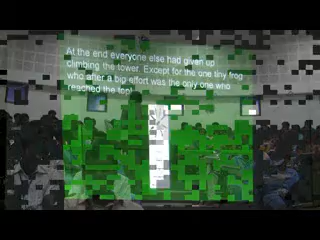 At the end everyone else had given up
climbing the tower. Except for the one tiny frog
who after a big effort was the only one who
reached the top!